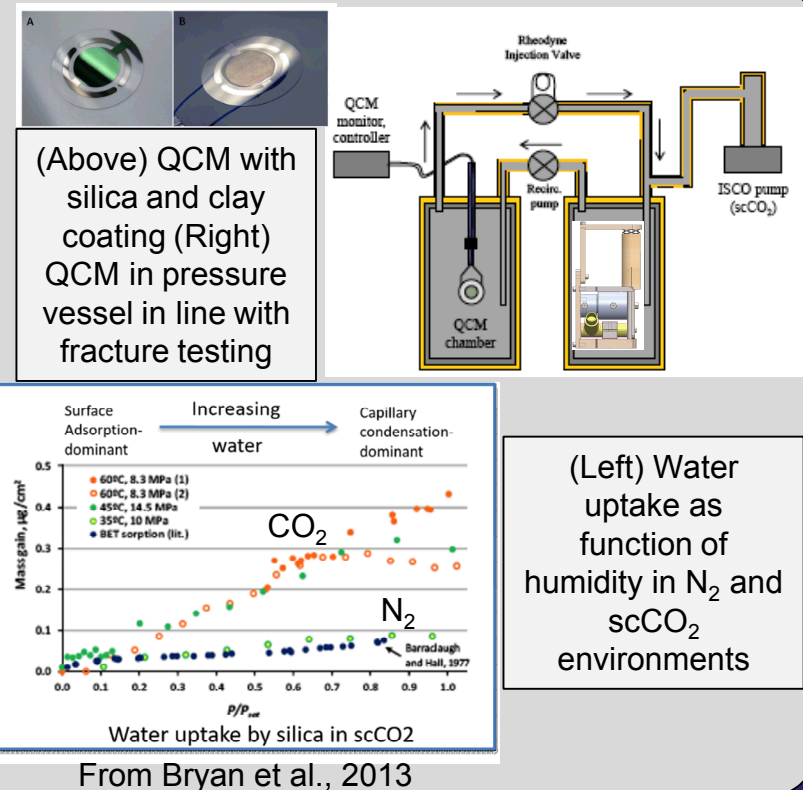 A
B
(Above) QCM with
silica and clay
coating (Right)
QCM in pressure
vessel in line with
fracture testing
Rheodyne
Injection Valve
QCM
monitor,
controller
Recirc.
pump
ISCO pump
(scCO₂)
QCM
chamber
Surface
Adsorption-
dominant
Increasing
water
Capillary
condensation-
dominant
Mass gain, µg/cm²
0.5
0.4
0.3
0.2
0.1
0.0
60ºC, 8.3 MPa (1)
60ºC, 8.3 MPa (2)
45ºC, 14.5 MPa
35ºC, 10 MPa
BET sorption (lit.)
CO₂
N₂
Barraclaugh
and Hall, 1977
0.0 0.1 0.2 0.3 0.4 0.5 0.6 0.7 0.8 0.9 1.0
p/pₛₐₜ
Water uptake by silica in scCO2
From Bryan et al., 2013
(Left) Water
uptake as
function of
humidity in N₂ and
scCO₂
environments